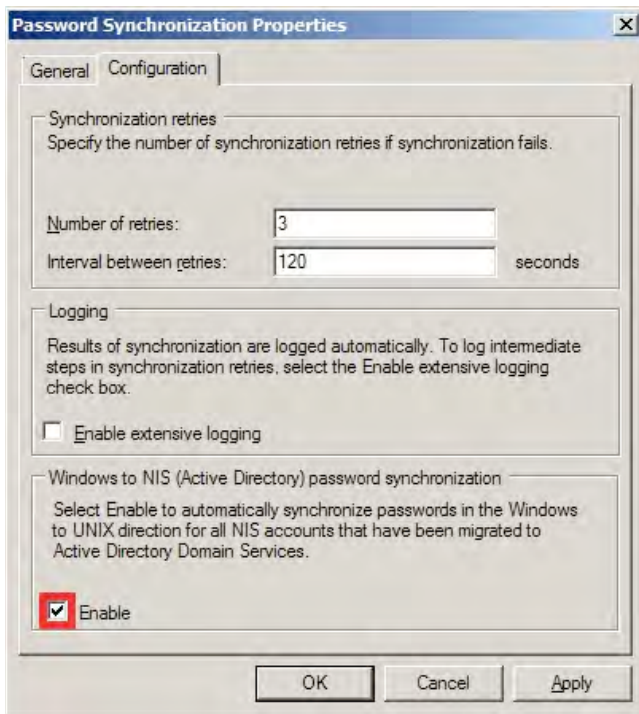 Password Synchronization Properties
General Configuration
Synchronization retries
Specify the number of synchronization retries if synchronization fails.
Number of retries: 3
Interval between retries: 120 seconds
Logging
Results of synchronization are logged automatically. To log intermediate
steps in synchronization retries, select the Enable extensive logging
check box.
Enable extensive logging
Windows to NIS (Active Directory) password synchronization
Select Enable to automatically synchronize passwords in the Windows
to UNIX direction for all NIS accounts that have been migrated to
Active Directory Domain Services.
Enable
OK Cancel Apply